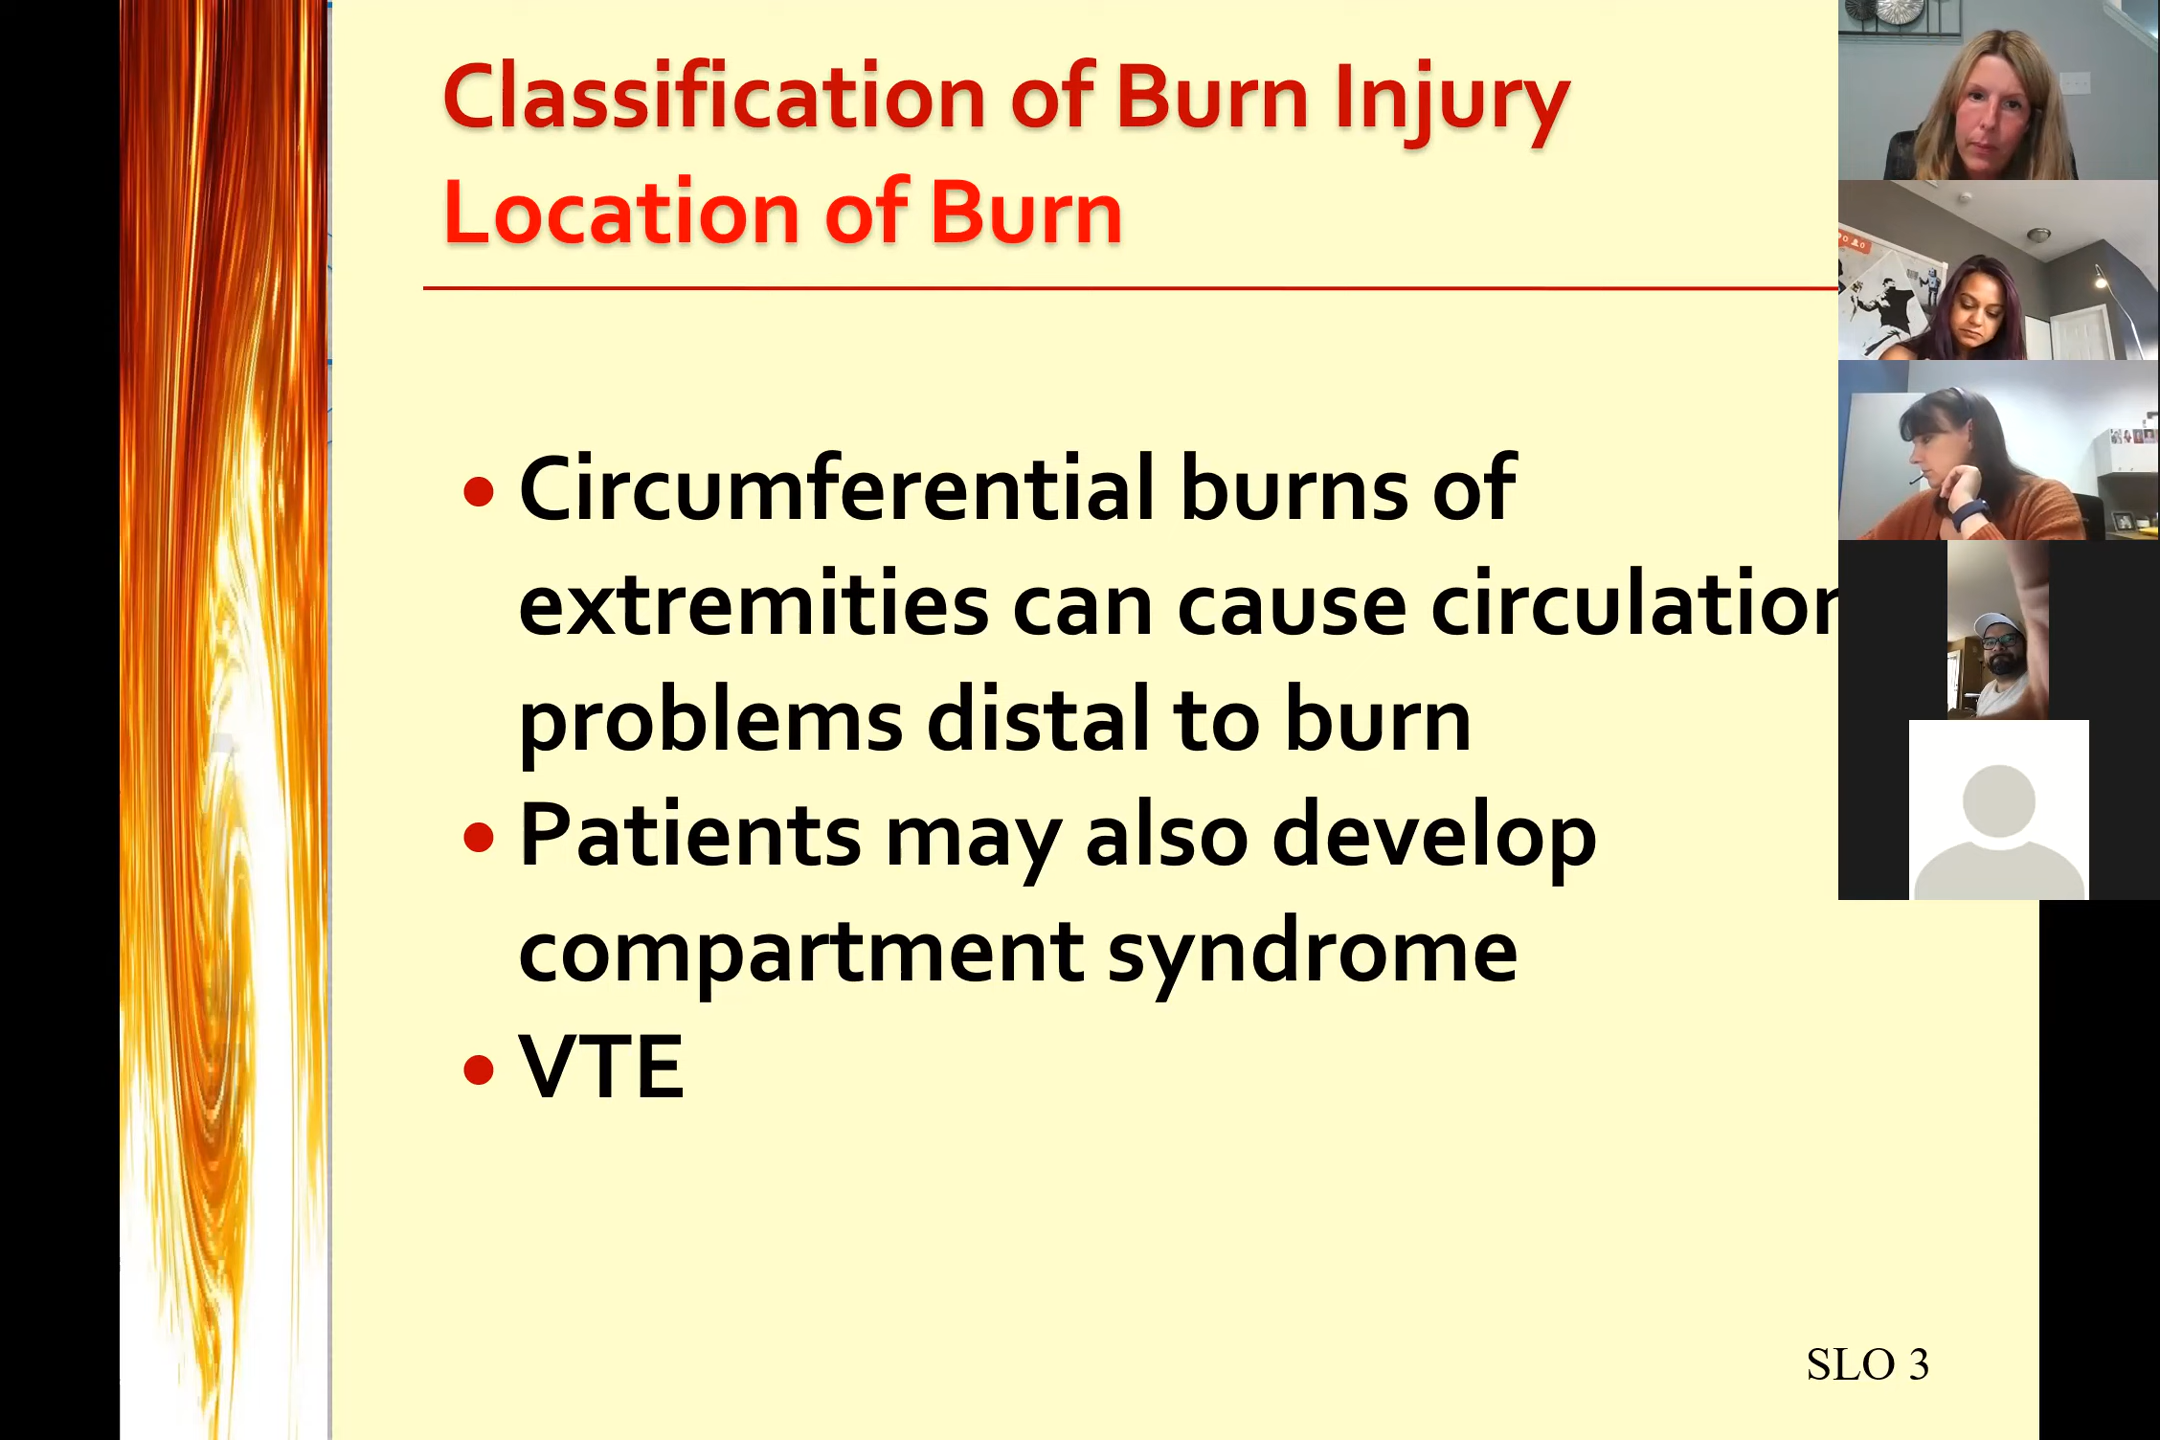 Classification of Burn Injury
Location of Burn
• Circumferential burns of
extremities can cause circulation
problems distal to burn
• Patients may also develop
compartment syndrome
• VTE
SLO 3